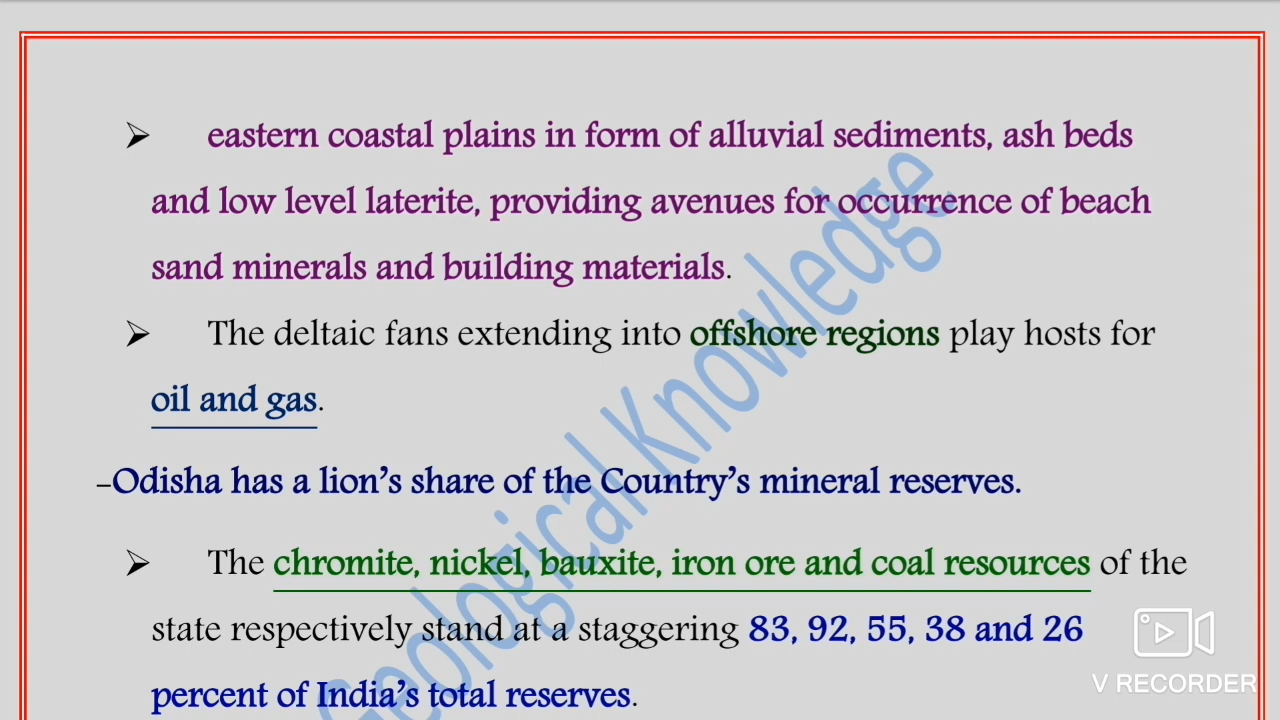 ➢ eastern coastal plains in form of alluvial sediments, ash beds
and low level laterite, providing avenues for occurrence of beach
sand minerals and building materials.
➢ The deltaic fans extending into offshore regions play hosts for
oil and gas.
–Odisha has a lion’s share of the Country’s mineral reserves.
➢ The chromite, nickel, bauxite, iron ore and coal resources of the
state respectively stand at a staggering 83, 92, 55, 38 and 26
percent of India’s total reserves.
Geological Knowledge
V RECORDER